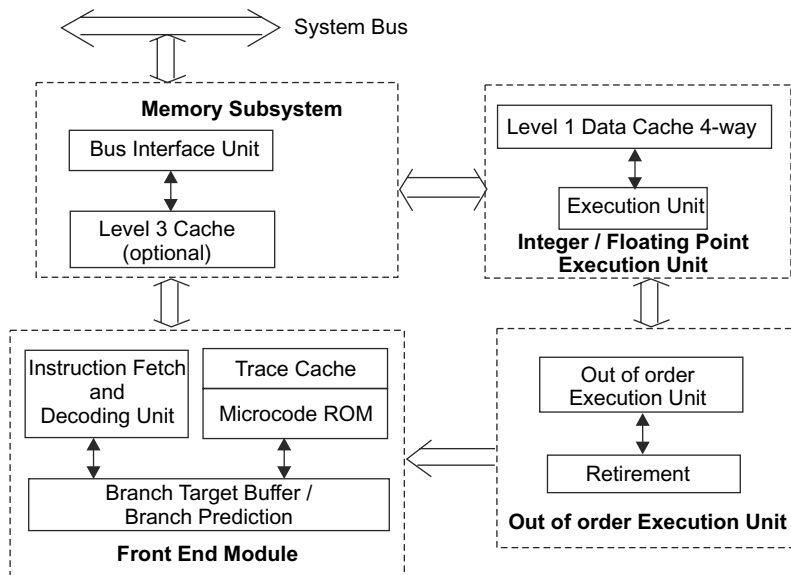 System Bus
Memory Subsystem
Bus Interface Unit
Level 3 Cache
(optional)
Level 1 Data Cache 4-way
Execution Unit
Integer / Floating Point
Execution Unit
Instruction Fetch
and
Decoding Unit
Trace Cache
Microcode ROM
Branch Target Buffer /
Branch Prediction
Front End Module
Out of order
Execution Unit
Retirement
Out of order Execution Unit